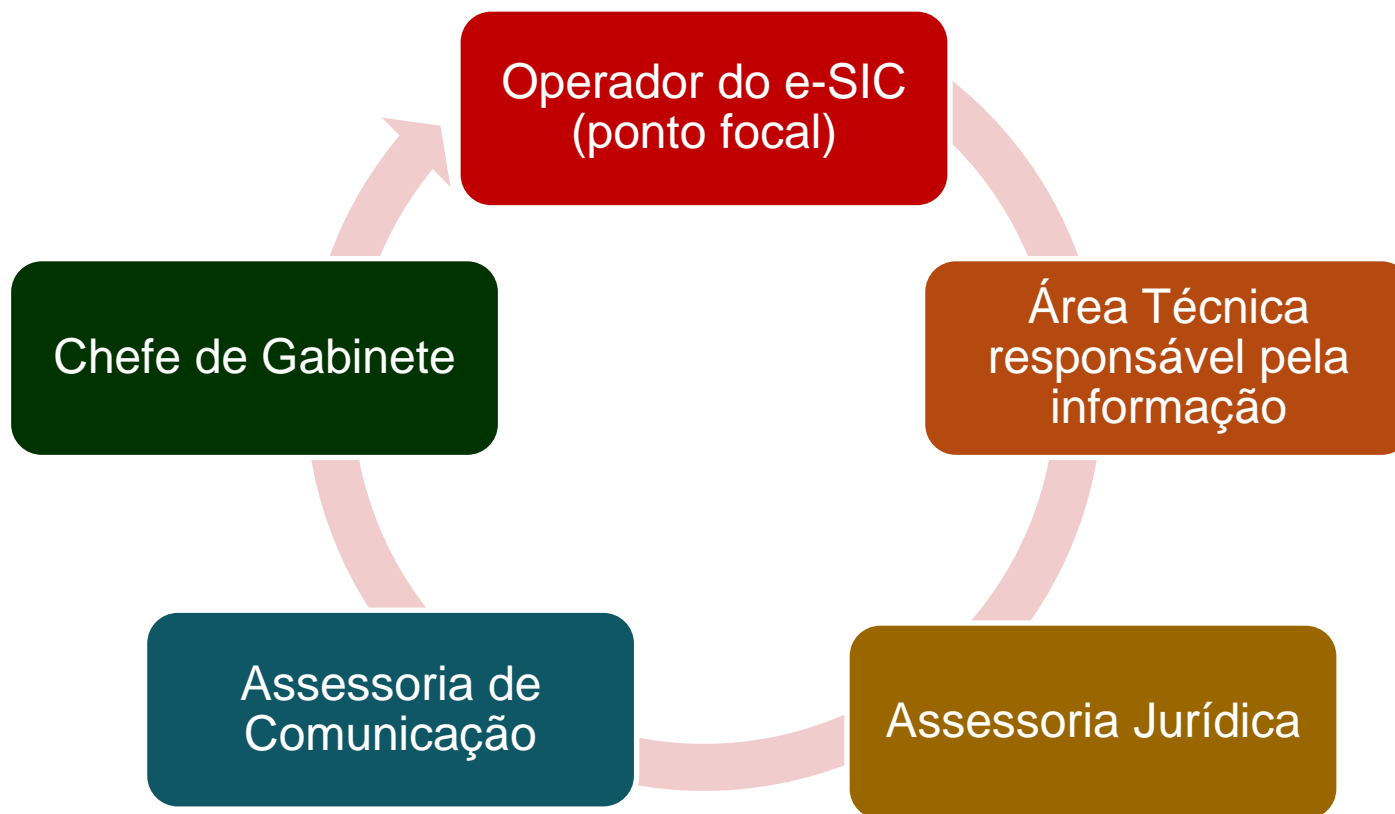 Operador do e-SIC
(ponto focal)
Área Técnica
responsável pela
informação
Assessoria Jurídica
Assessoria de
Comunicação
Chefe de Gabinete